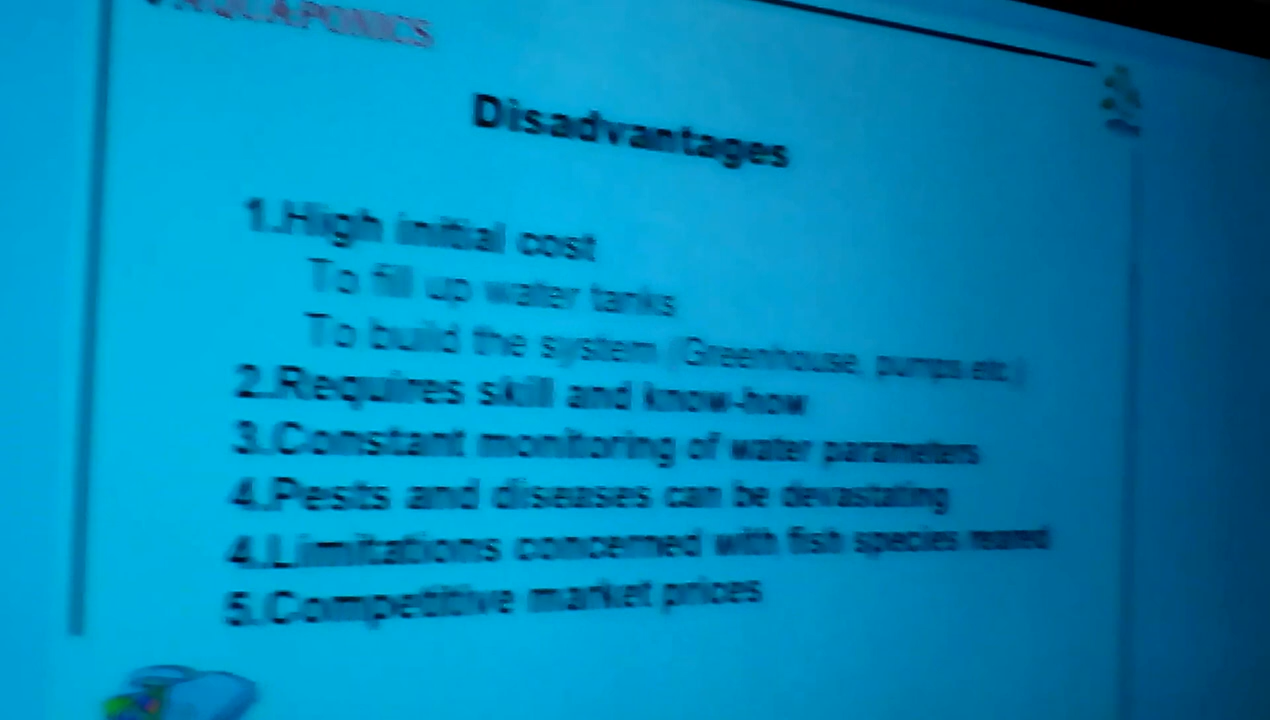 AQUAPONICS
Disadvantages
1.High initial cost
To fill up water tanks
To build the system (Greenhouse, pumps etc.)
2.Requires skill and know-how
3.Constant monitoring of water parameters
4.Pests and diseases can be devastating
4.Limitations concerned with fish species reared
5.Competitive market prices